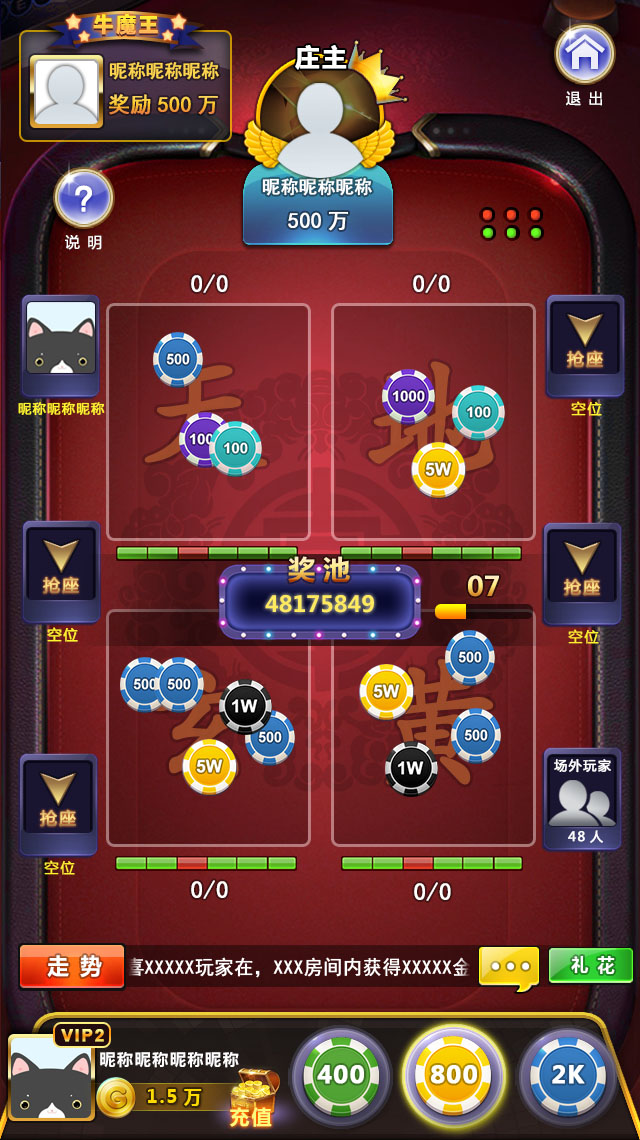 牛魔王
昵称昵称昵称
奖励 500 万
庄主
昵称昵称昵称
500 万
退 出
?
说 明
0/0
0/0
天
地
500
100
1000
100
5W
昵称昵称昵称
抢座
空位
抢座
空位
抢座
空位
奖 池
48175849
07
玄
黄
500
500
1W
500
5W
500
5W
500
1W
抢座
空位
场外玩家
48 人
0/0
0/0
走 势
喜XXXXX玩家在，XXX房间内获得XXXXX金
礼 花
VIP2
昵称昵称昵称昵称
G
1.5 万
充值
400
800
2K